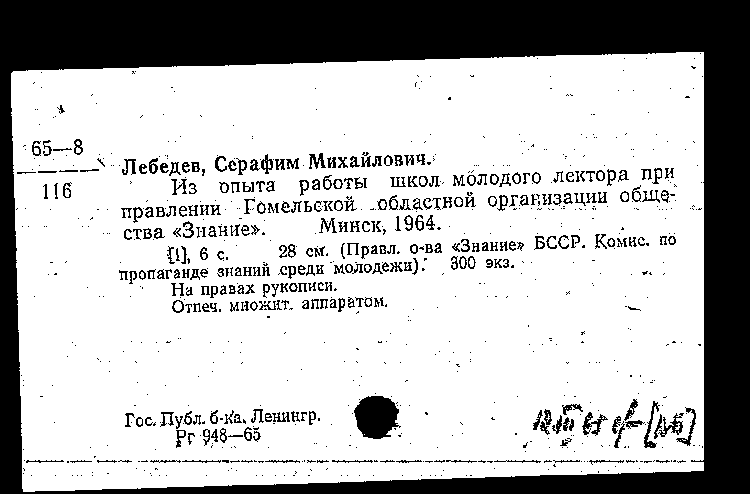 65—8
116
Лебедев, Серафим Михайлович.
Из опыта работы школ молодого лектора при
правлении Гомельской областной организации обще-
ства «Знание». Минск, 1964.
[1], 6 с. 28 см. (Правл. о-ва «Знание» БССР. Комис. по
пропаганде знаний среди молодежи). 300 экз.
На правах рукописи.
Отпеч. множит. аппаратом.
Гос. Публ. б-ка. Ленингр.
Рг 948—65